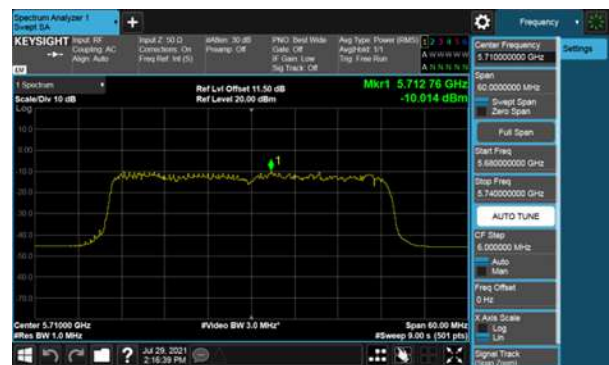 Spectrum Analyzer 1
Swept SA
+
Frequency
KEYSIGHT
Input: RF
Coupling: AC
Align: Auto
Input Z: 50 Ω
Corrections: On
Freq Ref: Int (S)
#Atten: 30 dB
Preamp: Off
PNO: Best Wide
Gate: Off
IF Gain: Low
Sig Track: Off
Avg Type: Power (RMS)
Avg|Hold: 1/1
Trig: Free Run
1 2 3 4 5 6
A W W W W W
A N N N N N
1 Spectrum
Scale/Div 10 dB
Ref Lvl Offset 11.50 dB
Ref Level 20.00 dBm
Mkr1 5.712 76 GHz
-10.014 dBm
Log
10.0
0.00
-10.0
-20.0
-30.0
-40.0
-50.0
-60.0
-70.0
1
Center 5.71000 GHz
#Res BW 1.0 MHz
#Video BW 3.0 MHz*
Span 60.00 MHz
#Sweep 9.00 s (501 pts)
Center Frequency
5.710000000 GHz
Settings
Span
60.0000000 MHz
Swept Span
Zero Span
Full Span
Start Freq
5.680000000 GHz
Stop Freq
5.740000000 GHz
AUTO TUNE
CF Step
6.000000 MHz
Auto
Man
Freq Offset
0 Hz
X Axis Scale
Log
Lin
Signal Track
(Span Zoom)
?
Jul 29, 2021
2:16:39 PM